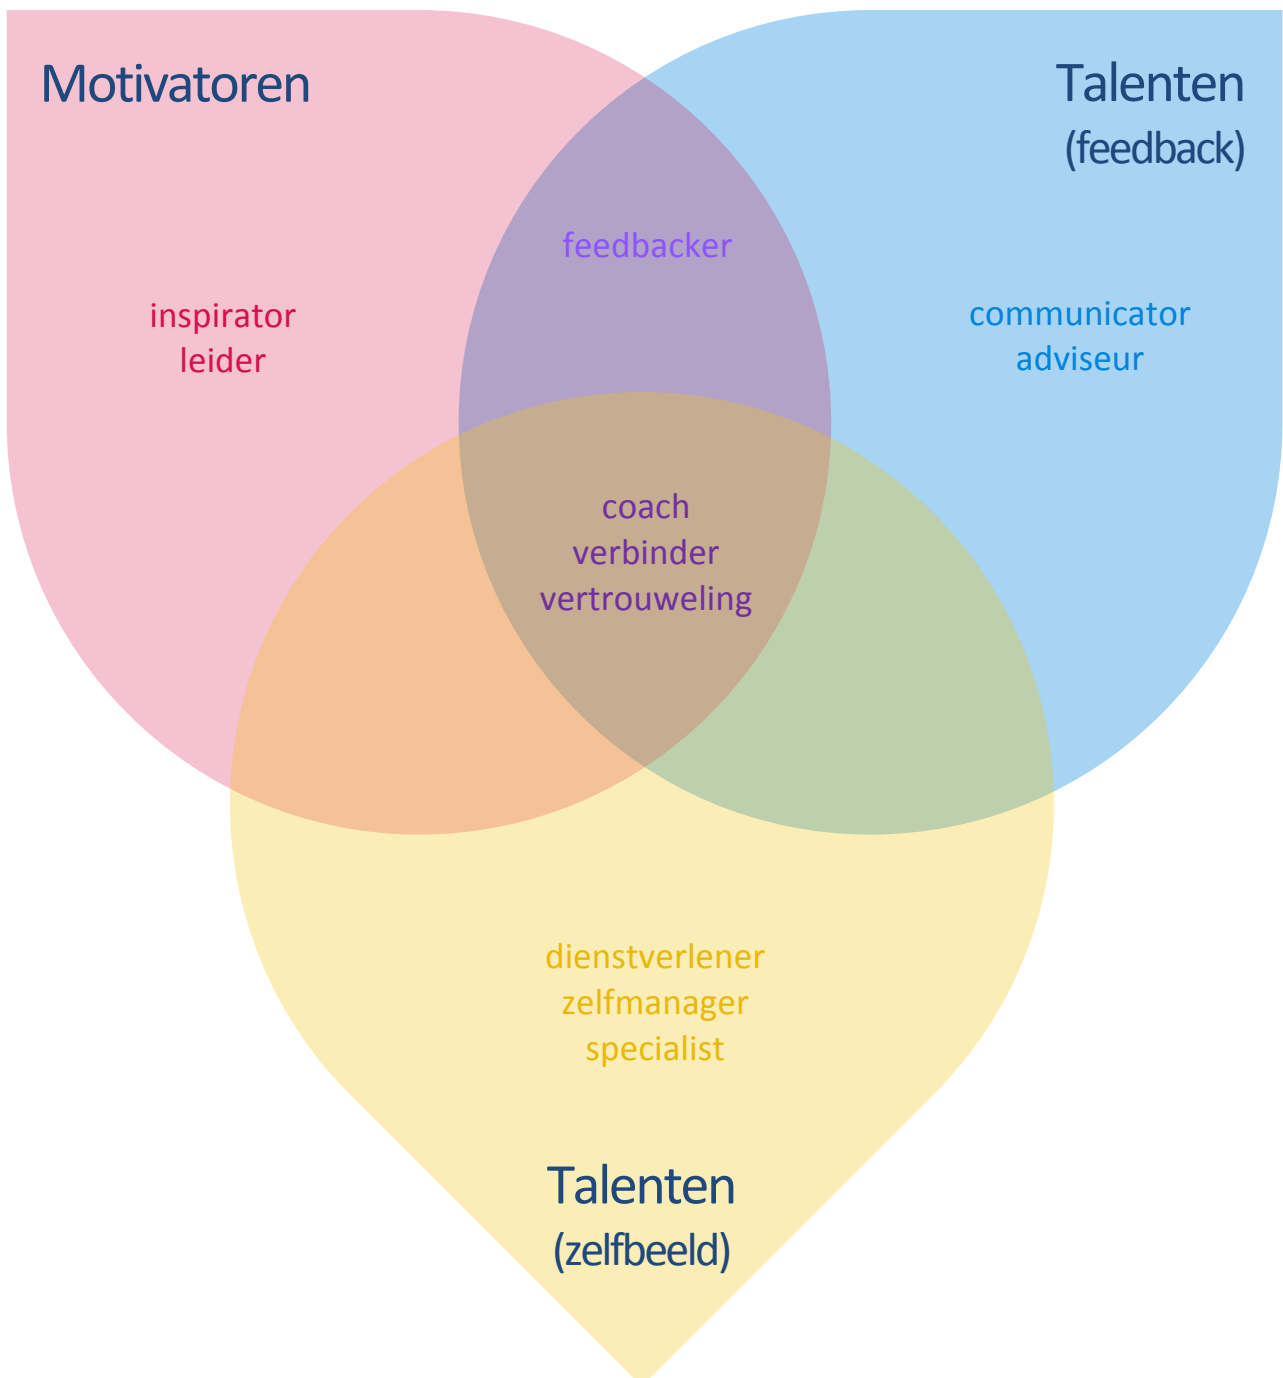 Motivatoren
Talenten
(feedback)
feedbacker
inspirator
leider
communicator
adviseur
coach
verbinder
vertrouweling
dienstverlener
zelfmanager
specialist
Talenten
(zelfbeeld)